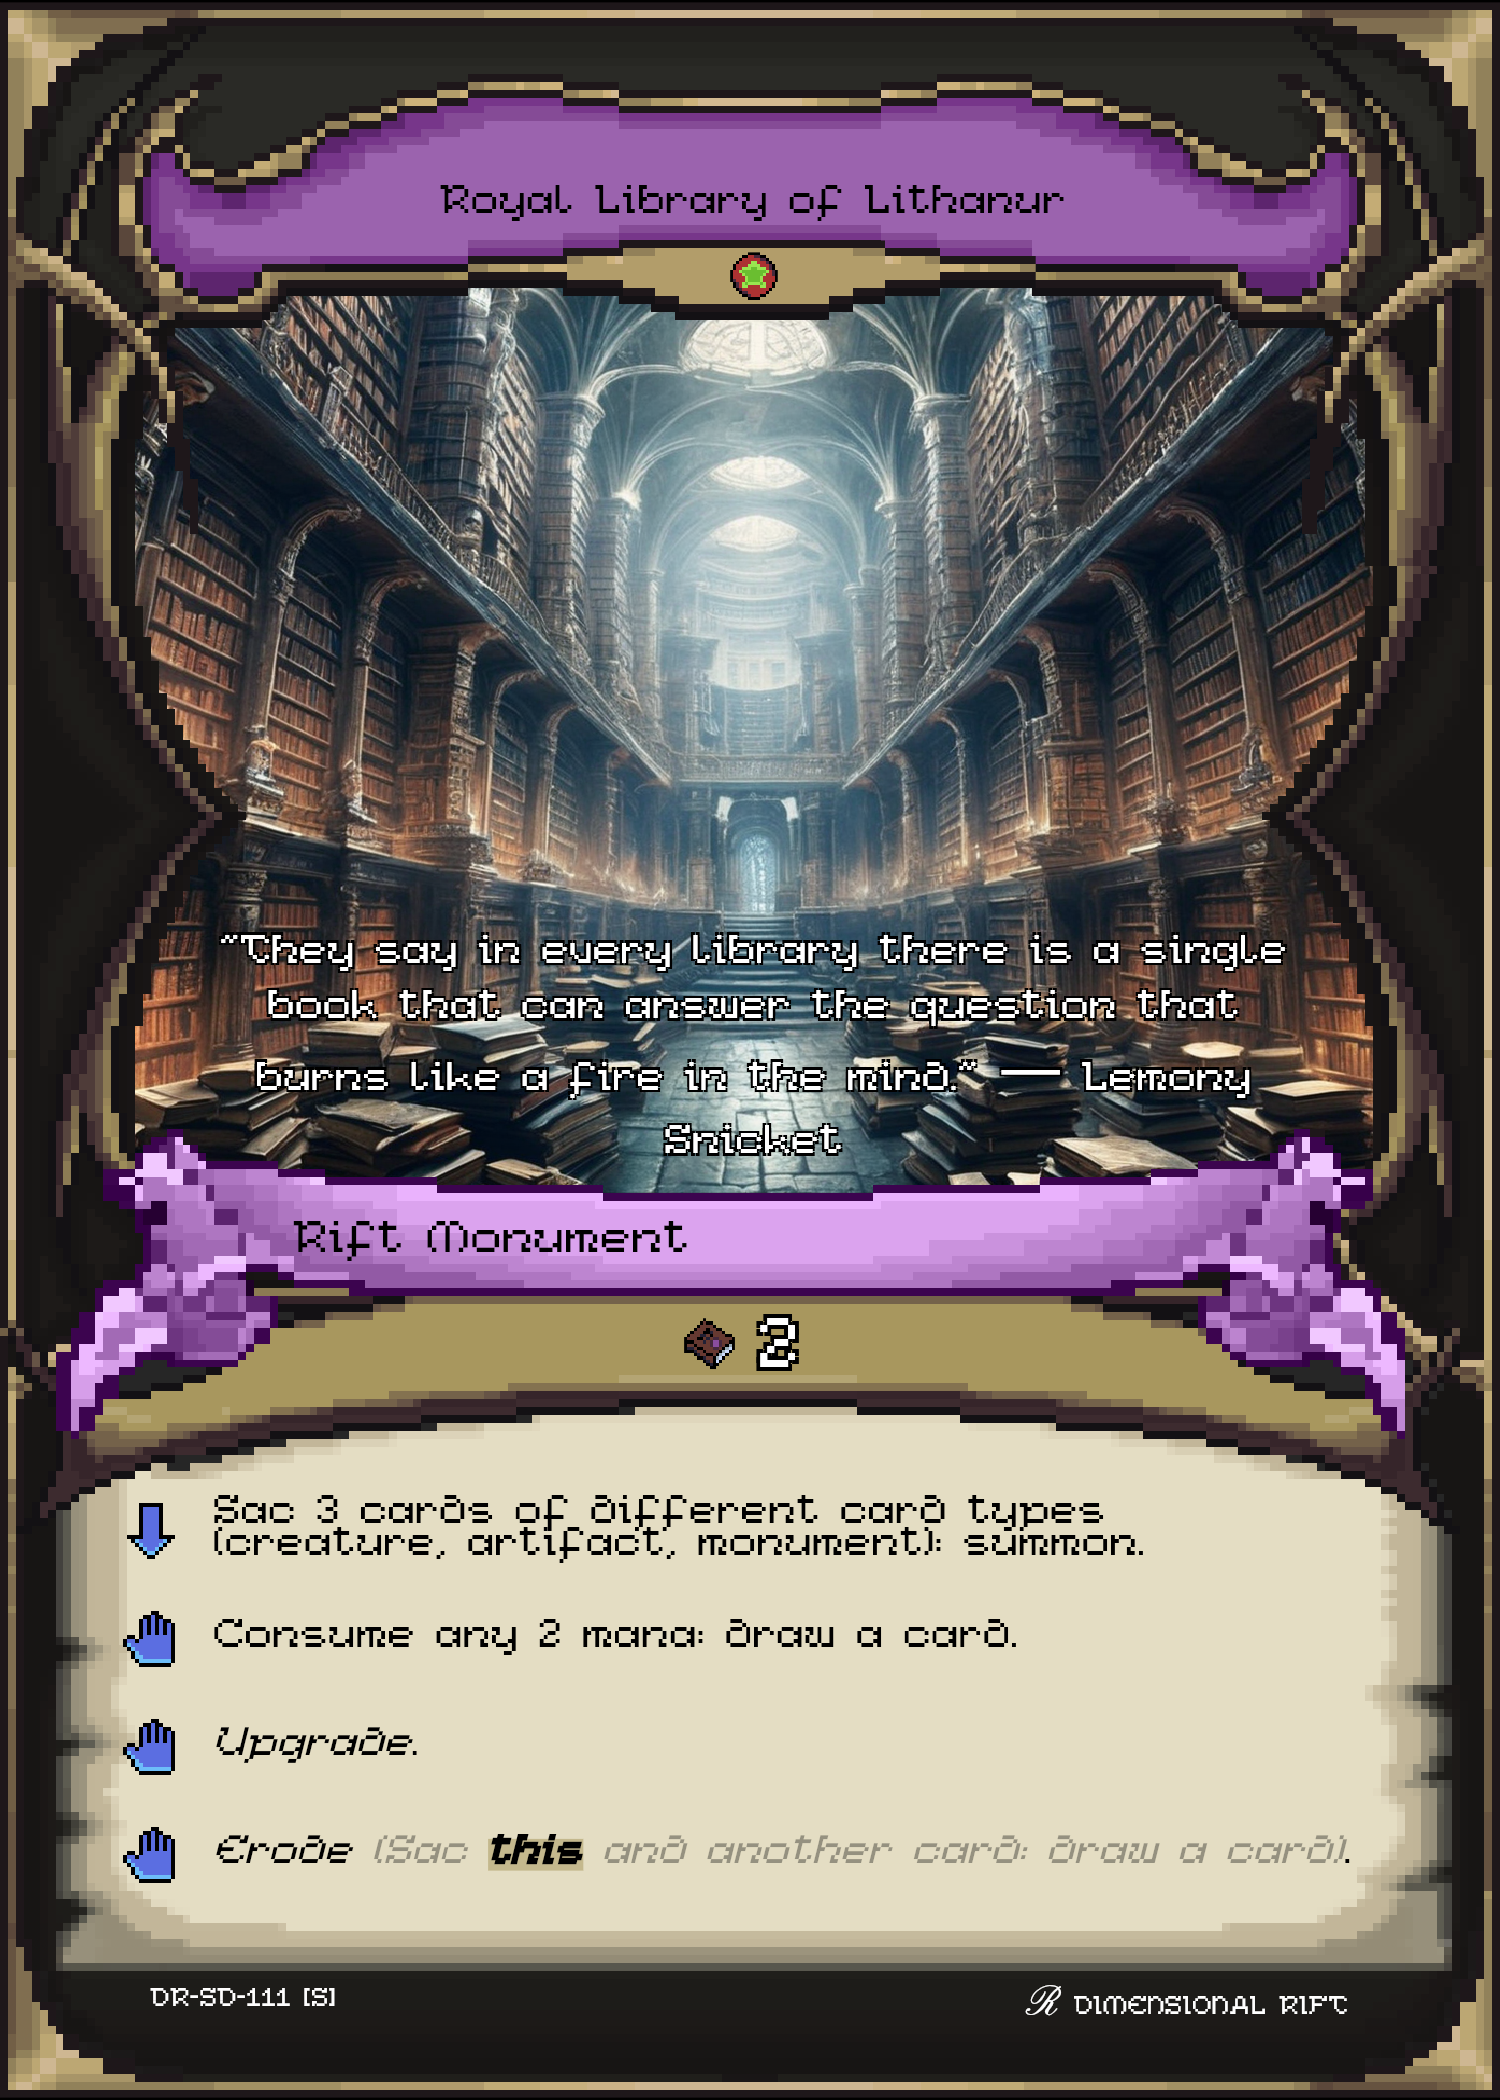 Royal Library of Lithanur
"They say in every library there is a single
book that can answer the question that
burns like a fire in the mind." — Lemony
Snicket
Rift Monument
2
Sac 3 cards of different card types
(creature, artifact, monument): summon.
Consume any 2 mana: draw a card.
Upgrade.
Erode (Sac this and another card: draw a card).
DR-SD-111 [S]
ℛ DIMENSIONAL RIFT